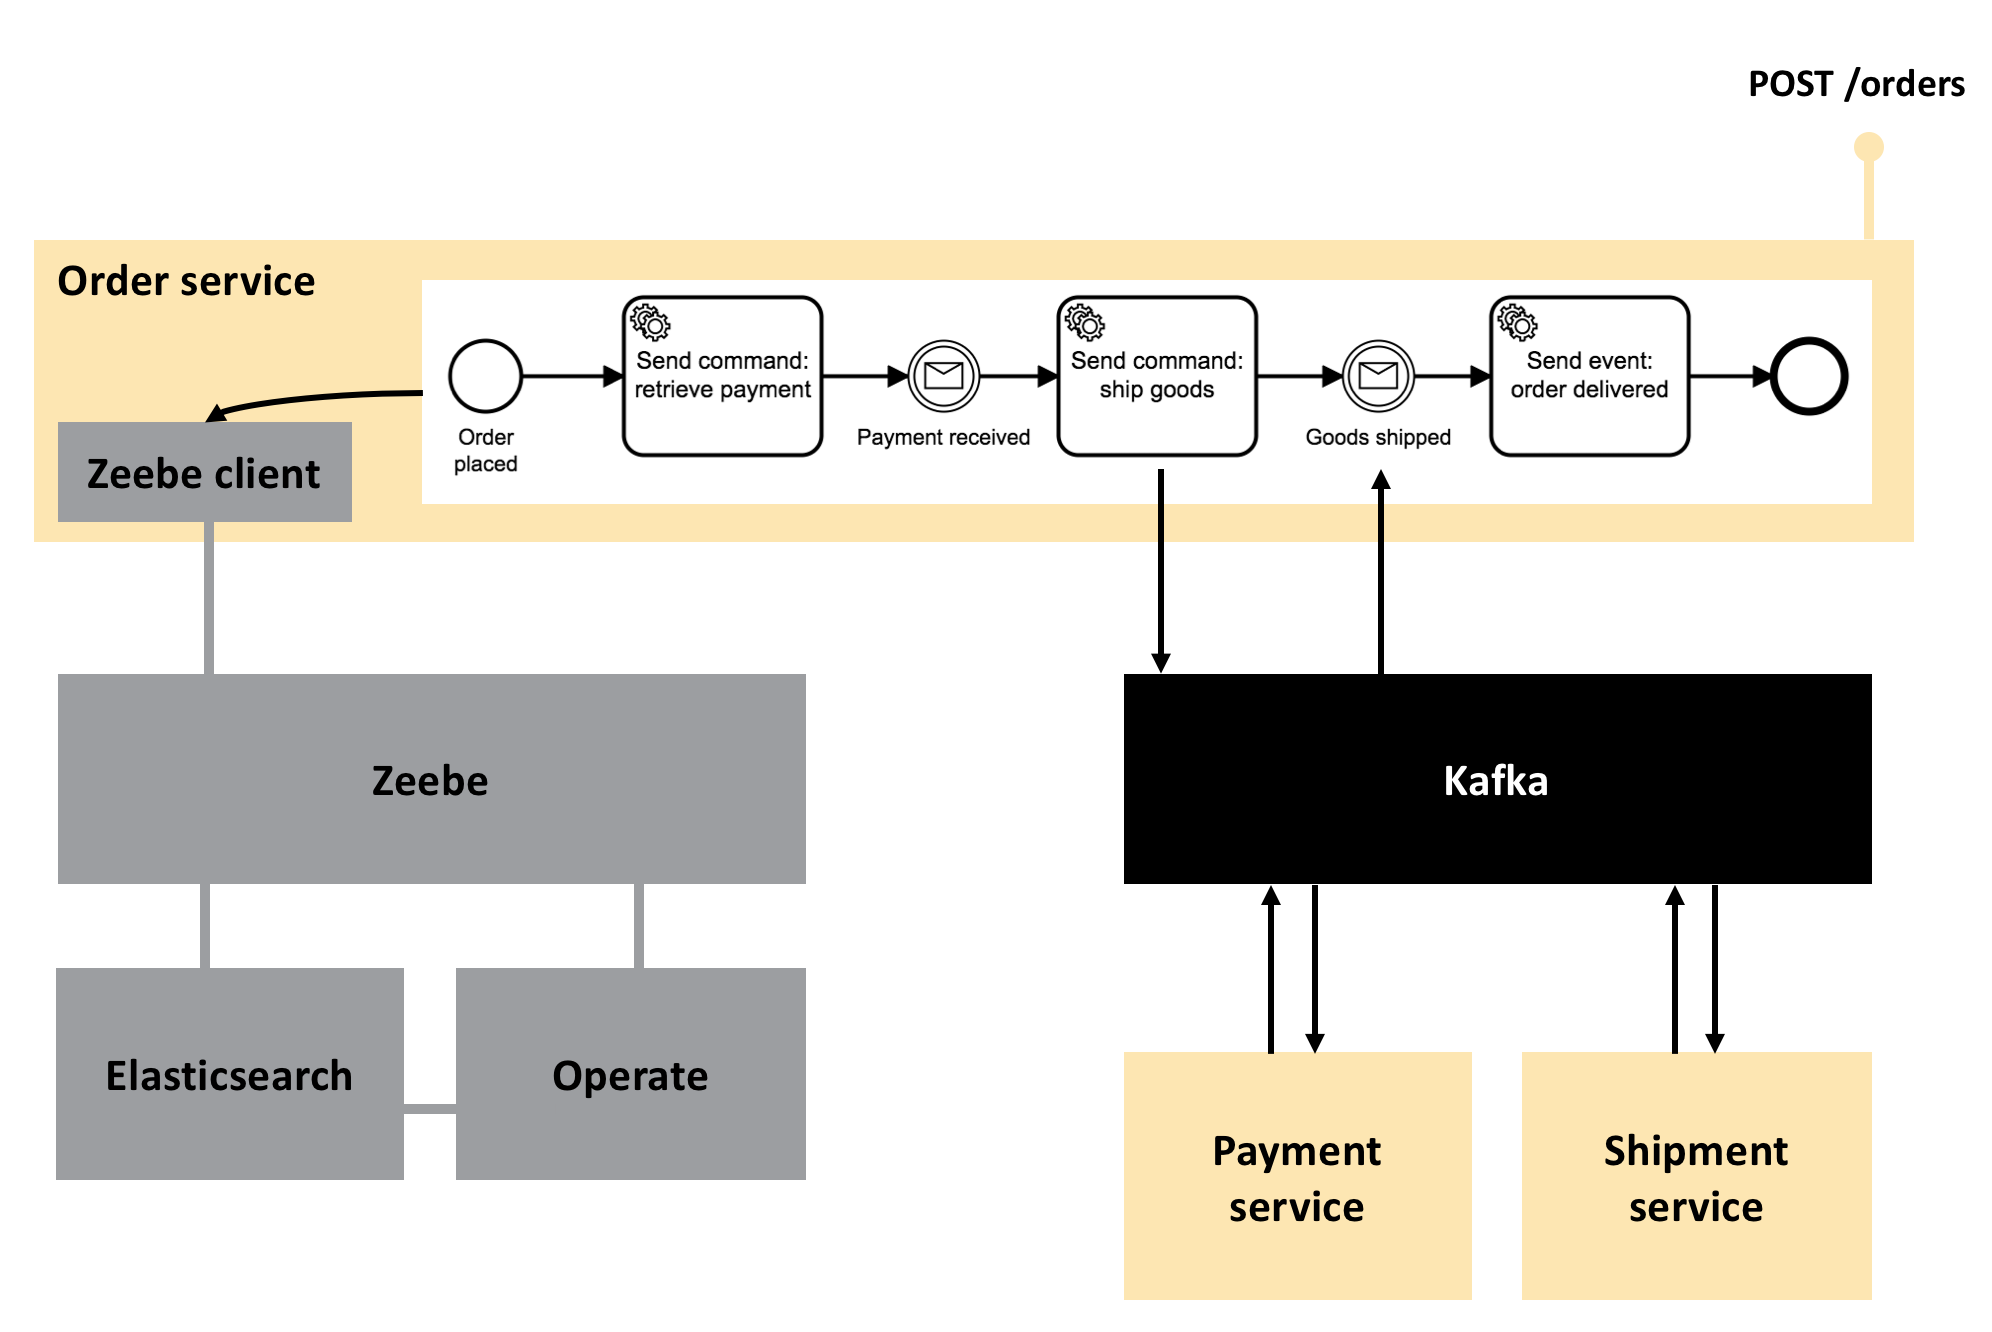 POST /orders
Order service
Send command:
retrieve payment
Send command:
ship goods
Send event:
order delivered
Order
placed
Payment received
Goods shipped
Zeebe client
Zeebe
Kafka
Elasticsearch
Operate
Payment
service
Shipment
service